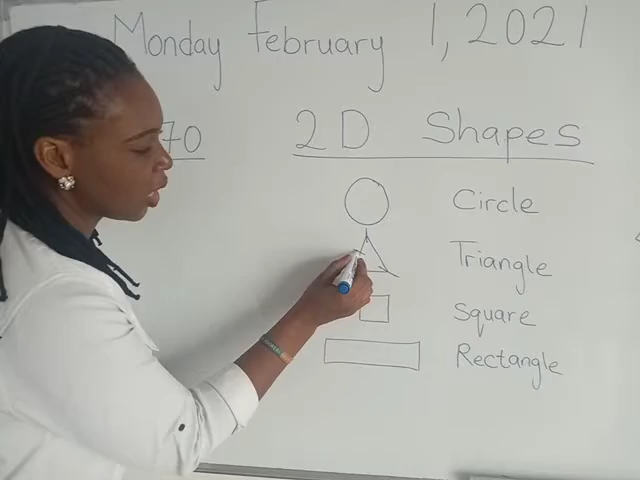 Monday February 1, 2021
70
2D Shapes
Circle
Triangle
Square
Rectangle